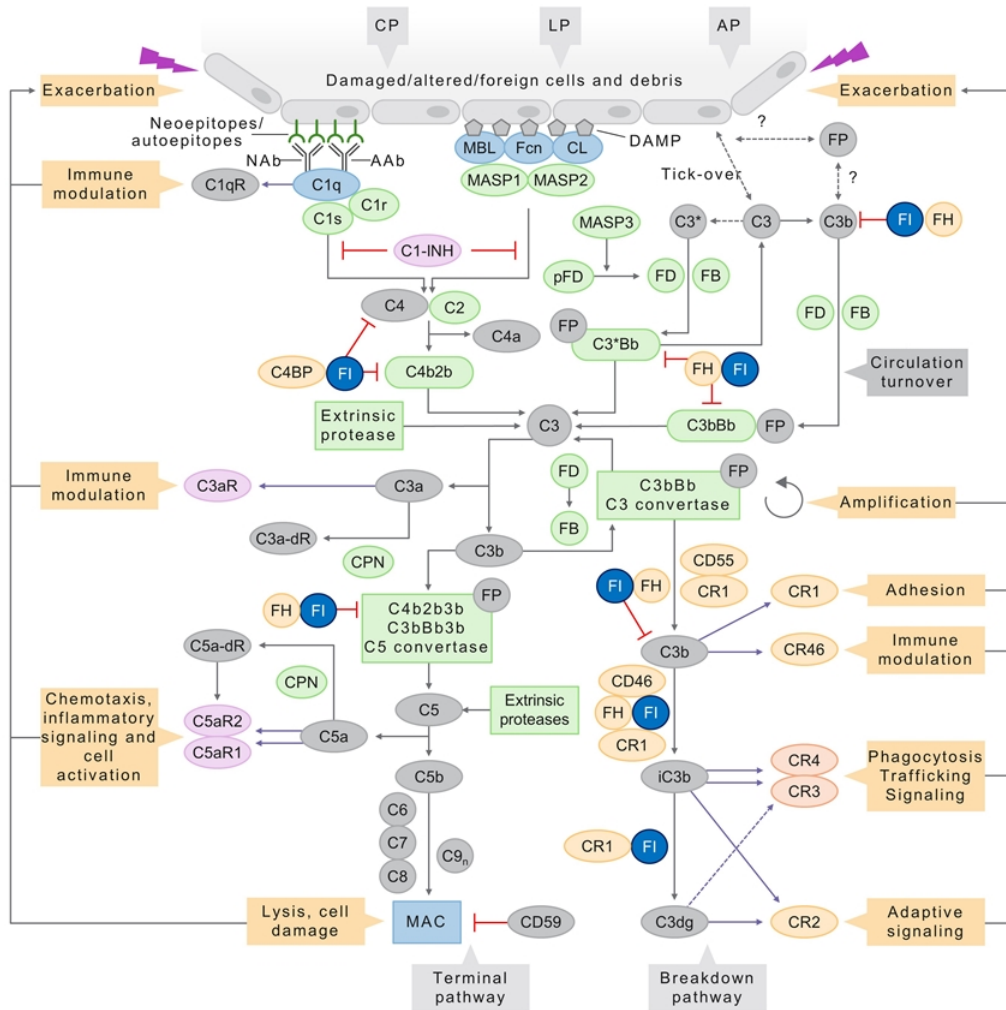 CP
LP
AP
Damaged/altered/foreign cells and debris
Exacerbation
Exacerbation
Neoepitopes/
autoepitopes
NAb
AAb
MBL
Fcn
CL
DAMP
?
FP
Immune
modulation
C1qR
C1q
C1s
C1r
MASP1
MASP2
Tick-over
?
C3*
C3
C3b
FI
FH
MASP3
C1-INH
pFD
FD
FB
FD
FB
C4
C2
C4a
FP
C3*Bb
C4BP
FI
C4b2b
FH
FI
Circulation
turnover
Extrinsic
protease
C3
C3bBb
FP
Immune
modulation
C3aR
C3a
FD
FB
C3bBb
C3 convertase
FP
Amplification
C3a-dR
C3b
CPN
CD55
CR1
FH
FI
C4b2b3b
C3bBb3b
C5 convertase
FP
FI
FH
CR1
Adhesion
C3b
CR46
Immune
modulation
C5a-dR
CPN
CD46
FH
FI
CR1
Chemotaxis,
inflammatory
signaling and
cell
activation
C5aR2
C5aR1
C5a
C5
Extrinsic
proteases
C5b
iC3b
CR4
CR3
Phagocytosis
Trafficking
Signaling
C6
C7
C8
C9n
CR1
FI
Lysis, cell
damage
MAC
CD59
C3dg
CR2
Adaptive
signaling
Terminal
pathway
Breakdown
pathway